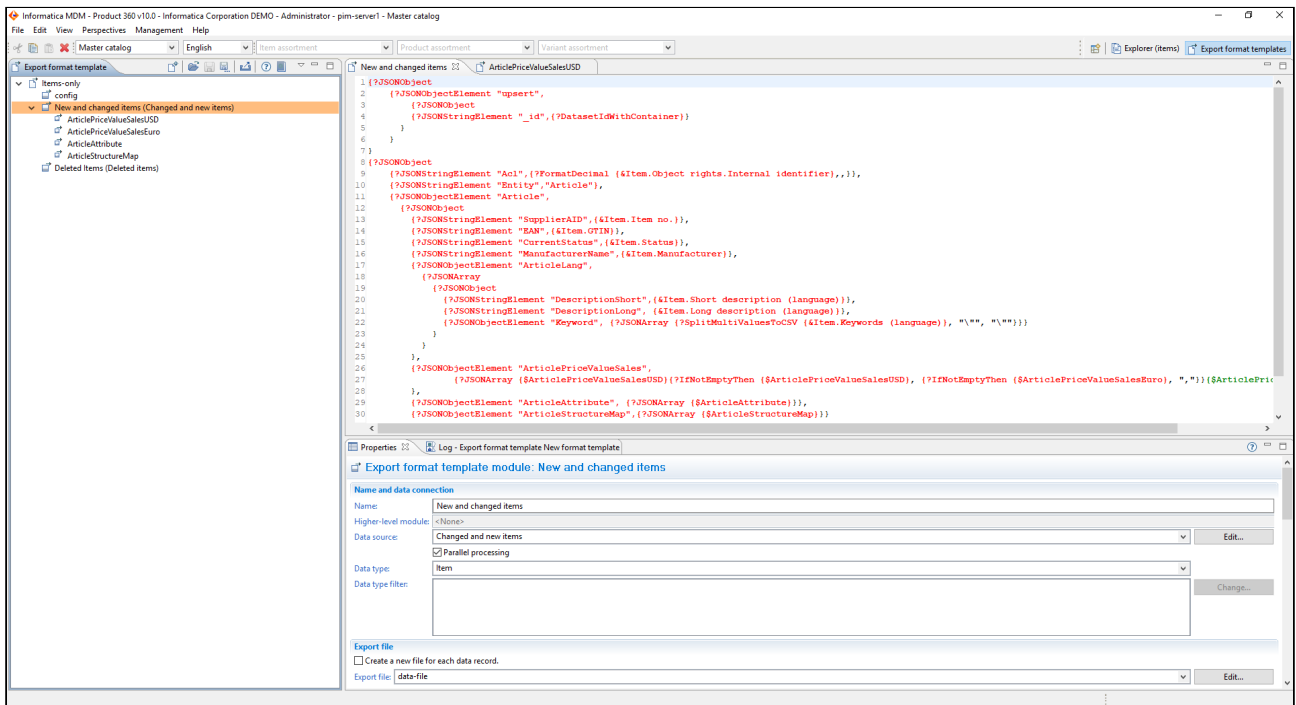 Informatica MDM - Product 360 v10.0 - Informatica Corporation DEMO - Administrator - pim-server1 - Master catalog
File Edit View Perspectives Management Help
Master catalog English Item assortment Product assortment Variant assortment Explorer (items) Export format templates
Export format template
Items-only
config
New and changed items (Changed and new items)
ArticlePriceValueSalesUSD
ArticlePriceValueSalesEuro
ArticleAttribute
ArticleStructureMap
Deleted Items (Deleted items)
New and changed items ArticlePriceValueSalesUSD
1 {?JSONObject
2 {?JSONObjectElement "upsert",
3 {?JSONObject
4 {?JSONStringElement "_id",{?DatasetIdWithContainer}}
5 }
6 }
7 }
8 {?JSONObject
9 {?JSONStringElement "Acl",{?FormatDecimal {&Item.Object rights.Internal identifier},,}},
10 {?JSONStringElement "Entity","Article"},
11 {?JSONObjectElement "Article",
12 {?JSONObject
13 {?JSONStringElement "SupplierAID",{&Item.Item no.}},
14 {?JSONStringElement "EAN",{&Item.GTIN}},
15 {?JSONStringElement "CurrentStatus",{&Item.Status}},
16 {?JSONStringElement "ManufacturerName",{&Item.Manufacturer}},
17 {?JSONObjectElement "ArticleLang",
18 {?JSONArray
19 {?JSONObject
20 {?JSONStringElement "DescriptionShort",{&Item.Short description (language)}},
21 {?JSONStringElement "DescriptionLong", {&Item.Long description (language)}},
22 {?JSONObjectElement "Keyword", {?JSONArray {?SplitMultiValuesToCSV {&Item.Keywords (language)}, "\"", "\""}}}
23 }
24 }
25 },
26 {?JSONObjectElement "ArticlePriceValueSales",
27 {?JSONArray {$ArticlePriceValueSalesUSD}{?IfNotEmptyThen {$ArticlePriceValueSalesUSD}, {?IfNotEmptyThen {$ArticlePriceValueSalesEuro}, ","}}{$ArticlePric
28 },
29 {?JSONObjectElement "ArticleAttribute", {?JSONArray {$ArticleAttribute}}},
30 {?JSONObjectElement "ArticleStructureMap",{?JSONArray {$ArticleStructureMap}}}
Properties Log - Export format template New format template
Export format template module: New and changed items
Name and data connection
Name: New and changed items
Higher-level module: <None>
Data source: Changed and new items Edit...
Parallel processing
Data type: Item
Data type filter: Change...
Export file
Create a new file for each data record.
Export file: data-file Edit...